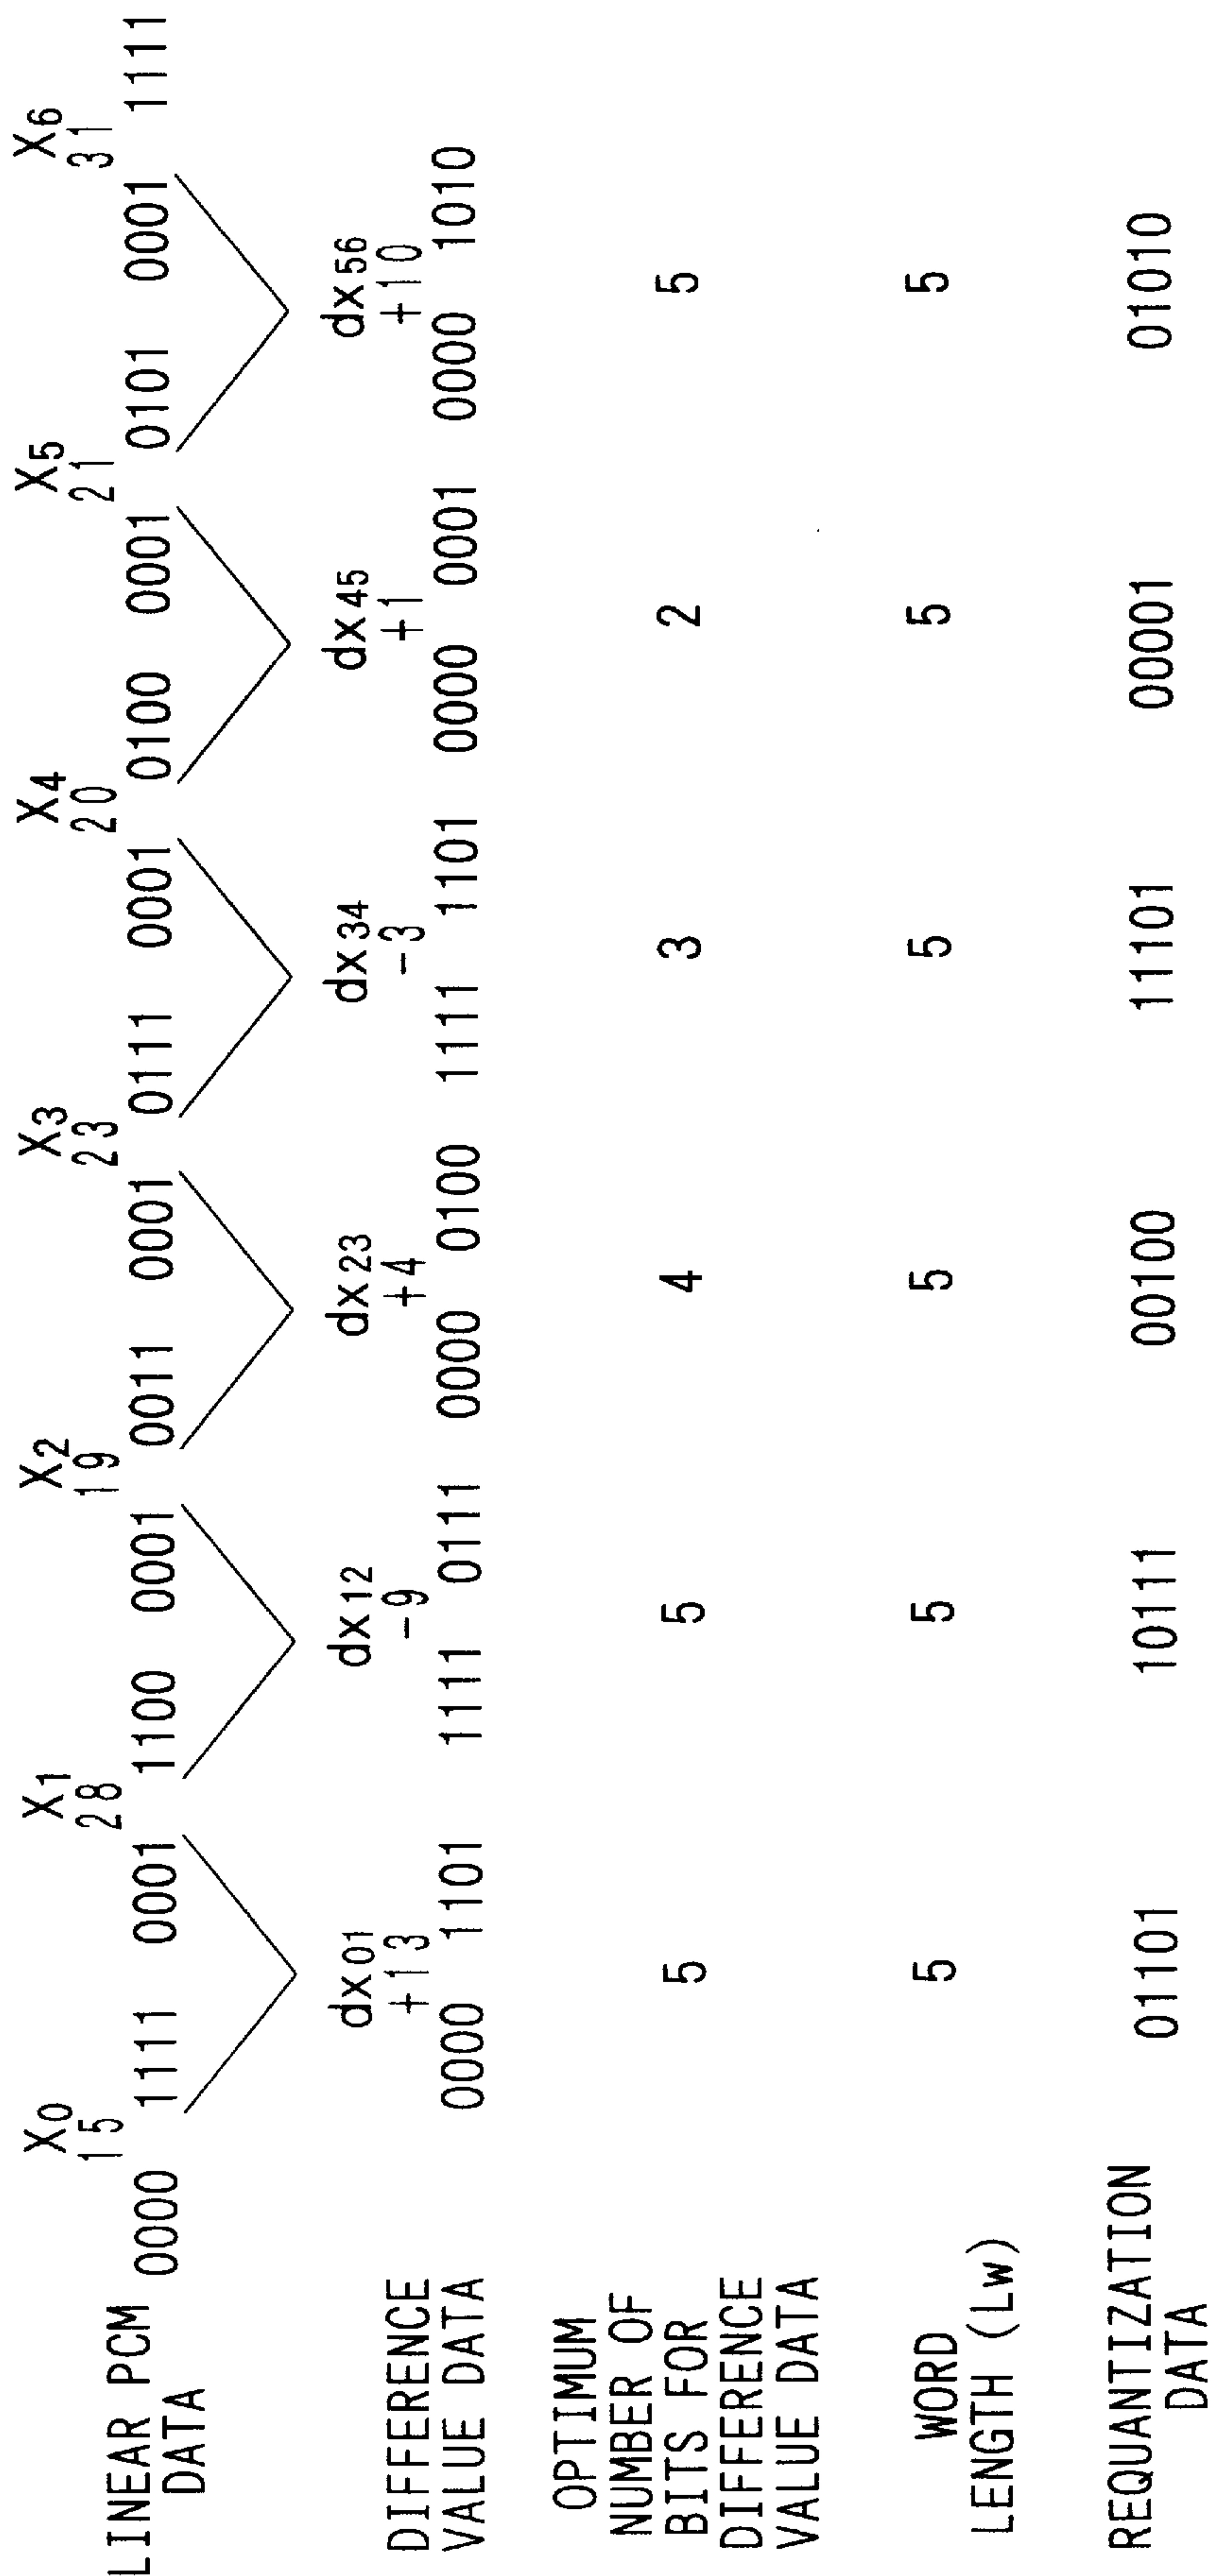 X0 X1 X2 X3 X4 X5 X6
15 28 19 23 20 21 31
LINEAR PCM DATA
0000 1111 0001 1100 0001 0011 0001 0111 0001 0100 0001 0101 0001 1111
dx01 dx12 dx23 dx34 dx45 dx56
+13 -9 +4 -3 +1 +10
DIFFERENCE VALUE DATA
0000 1101 1111 0111 0000 0100 1111 1101 0000 0001 0000 1010
OPTIMUM
NUMBER OF
BITS FOR
DIFFERENCE
VALUE DATA
5 5 4 3 2 5
WORD
LENGTH (Lw)
5 5 5 5 5 5
REQUANTIZATION
DATA
01101 10111 00100 11101 00001 01010